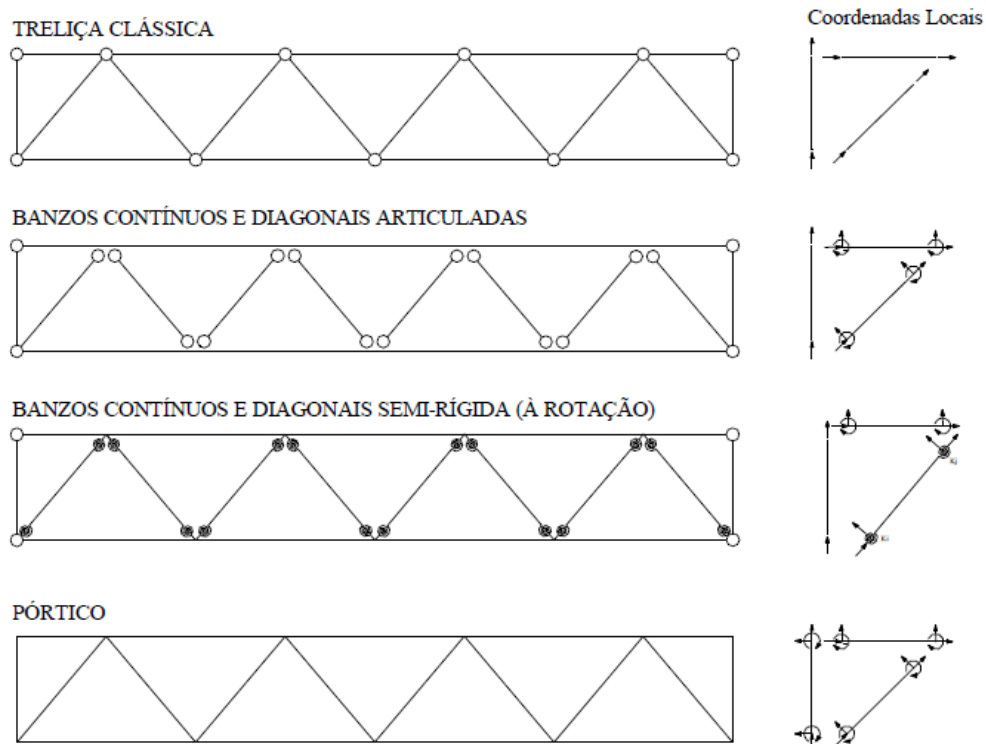 TRELIÇA CLÁSSICA
Coordenadas Locais
BANZOS CONTÍNUOS E DIAGONAIS ARTICULADAS
BANZOS CONTÍNUOS E DIAGONAIS SEMI-RÍGIDA (À ROTAÇÃO)
PÓRTICO